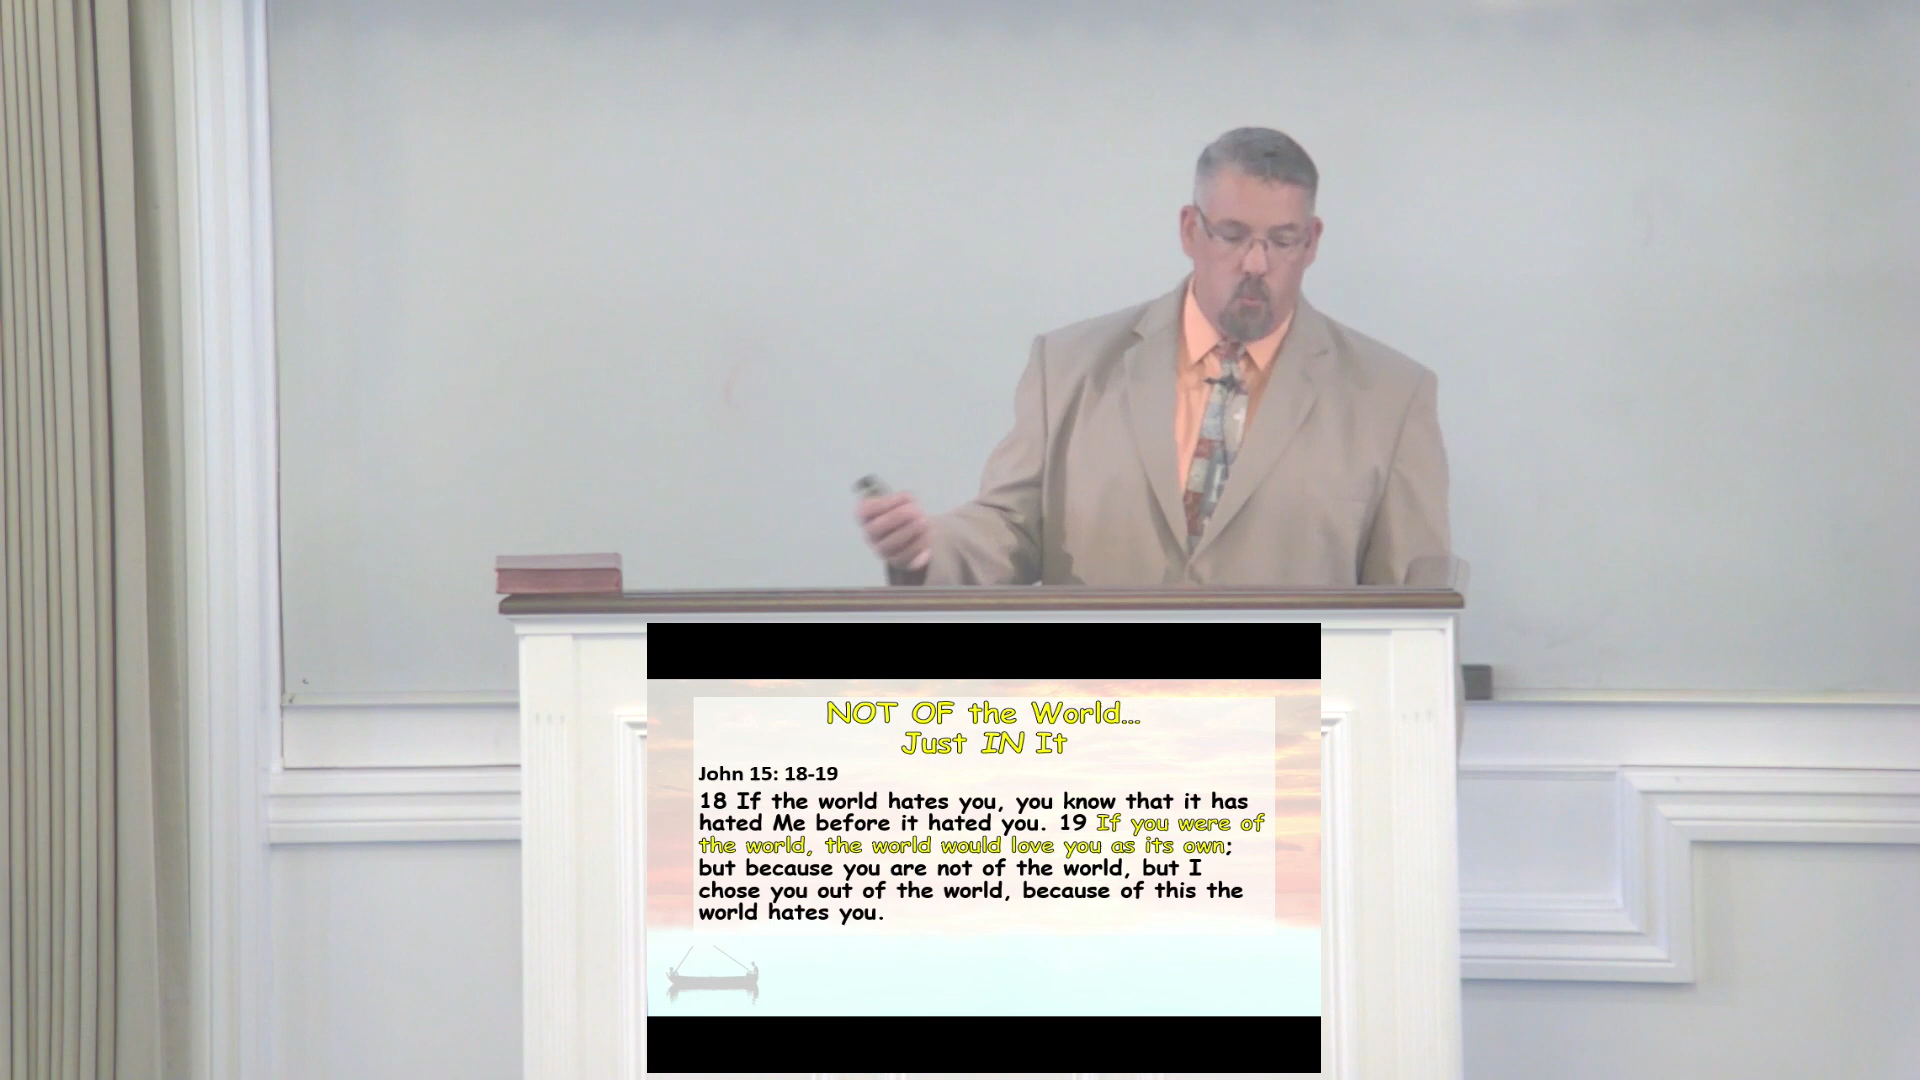 NOT OF the World...
Just IN It
John 15: 18-19
18 If the world hates you, you know that it has
hated Me before it hated you. 19 If you were of
the world, the world would love you as its own;
but because you are not of the world, but I
chose you out of the world, because of this the
world hates you.